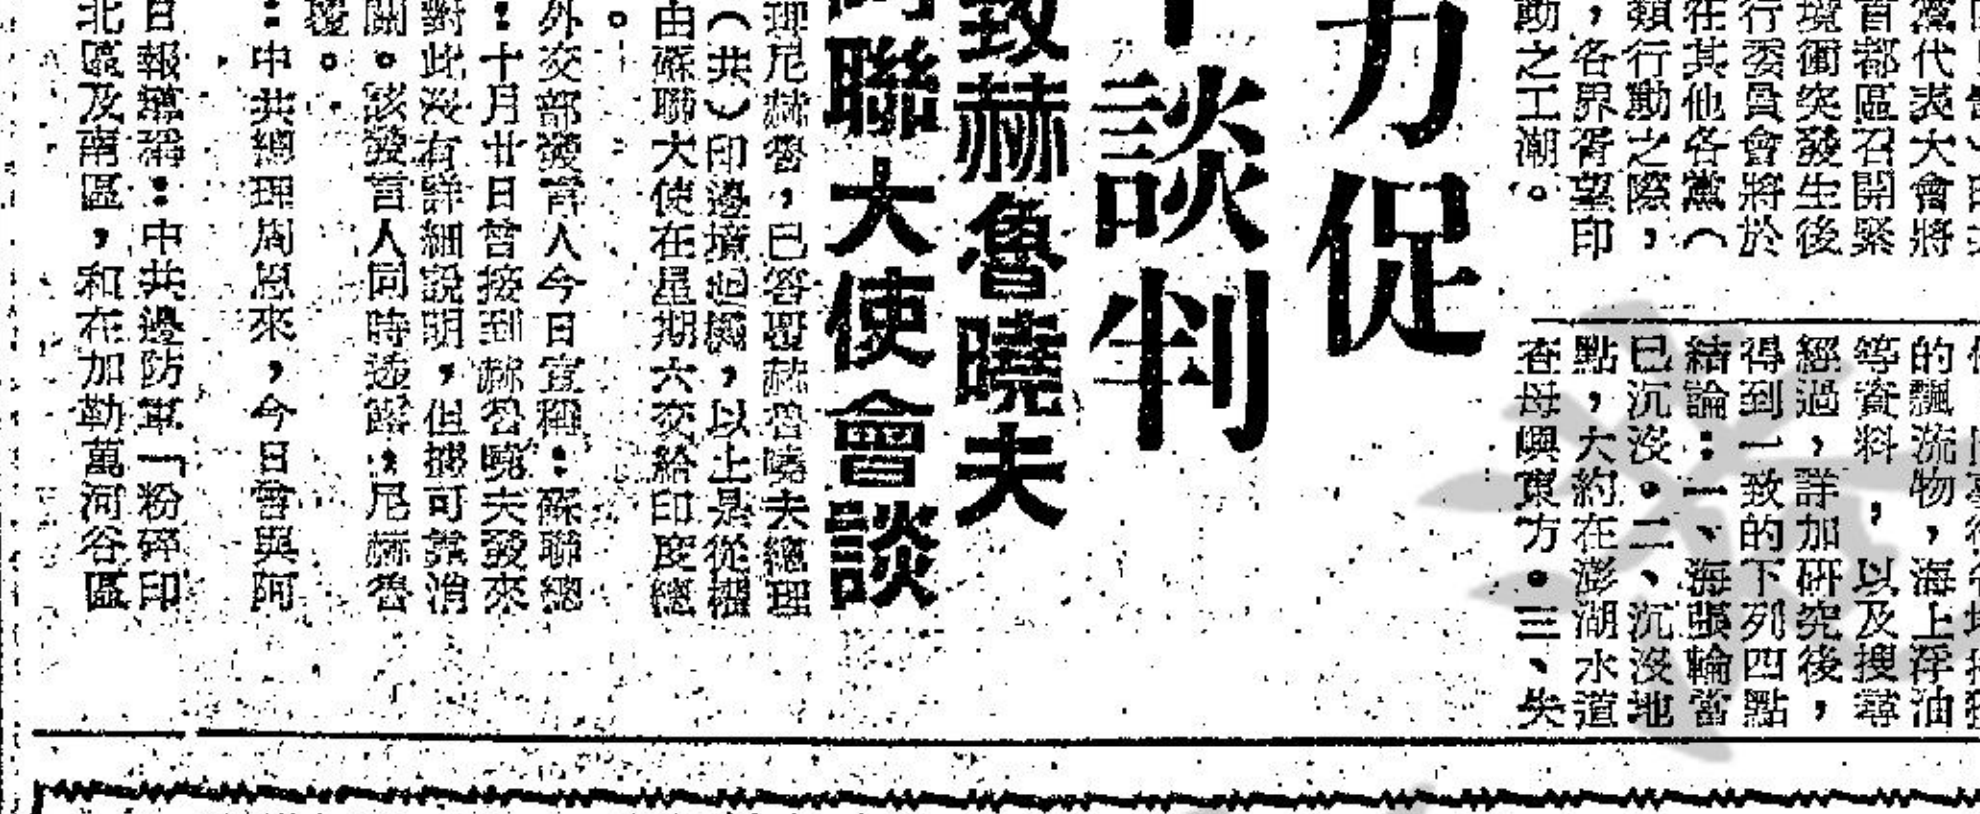 黨代表大會將
首都區召開緊
境衝突發生後
行委員會將於
往其他各黨（
類行動之際，
，各界胥望印
動之工潮。
的飄流物，海上浮油
等資料，以及搜尋
經過，詳加研究後，
得到一致的下列四點
結論：一、海張輪當
已沉沒。二、沉沒地
點，大約在澎湖水道
查母嶼東方。三、失
力促
談判
致赫魯曉夫
聯大使會談
理尼赫魯，已答覆赫魯曉夫總理
（共）印邊境，以上是從權
由蘇聯大使在星期六交給印度總
。
外交部發言人今日宣稱：蘇聯總
：十月廿日曾接到赫公曉夫發來
對此沒有詳細說明，但據可靠消
關。該發言人同時透露：尼赫魯
覆。
：中共總理周恩來，今日曾與阿
日報導稱：中共邊防軍「粉碎印
北區及南區，和在加勒萬河谷區